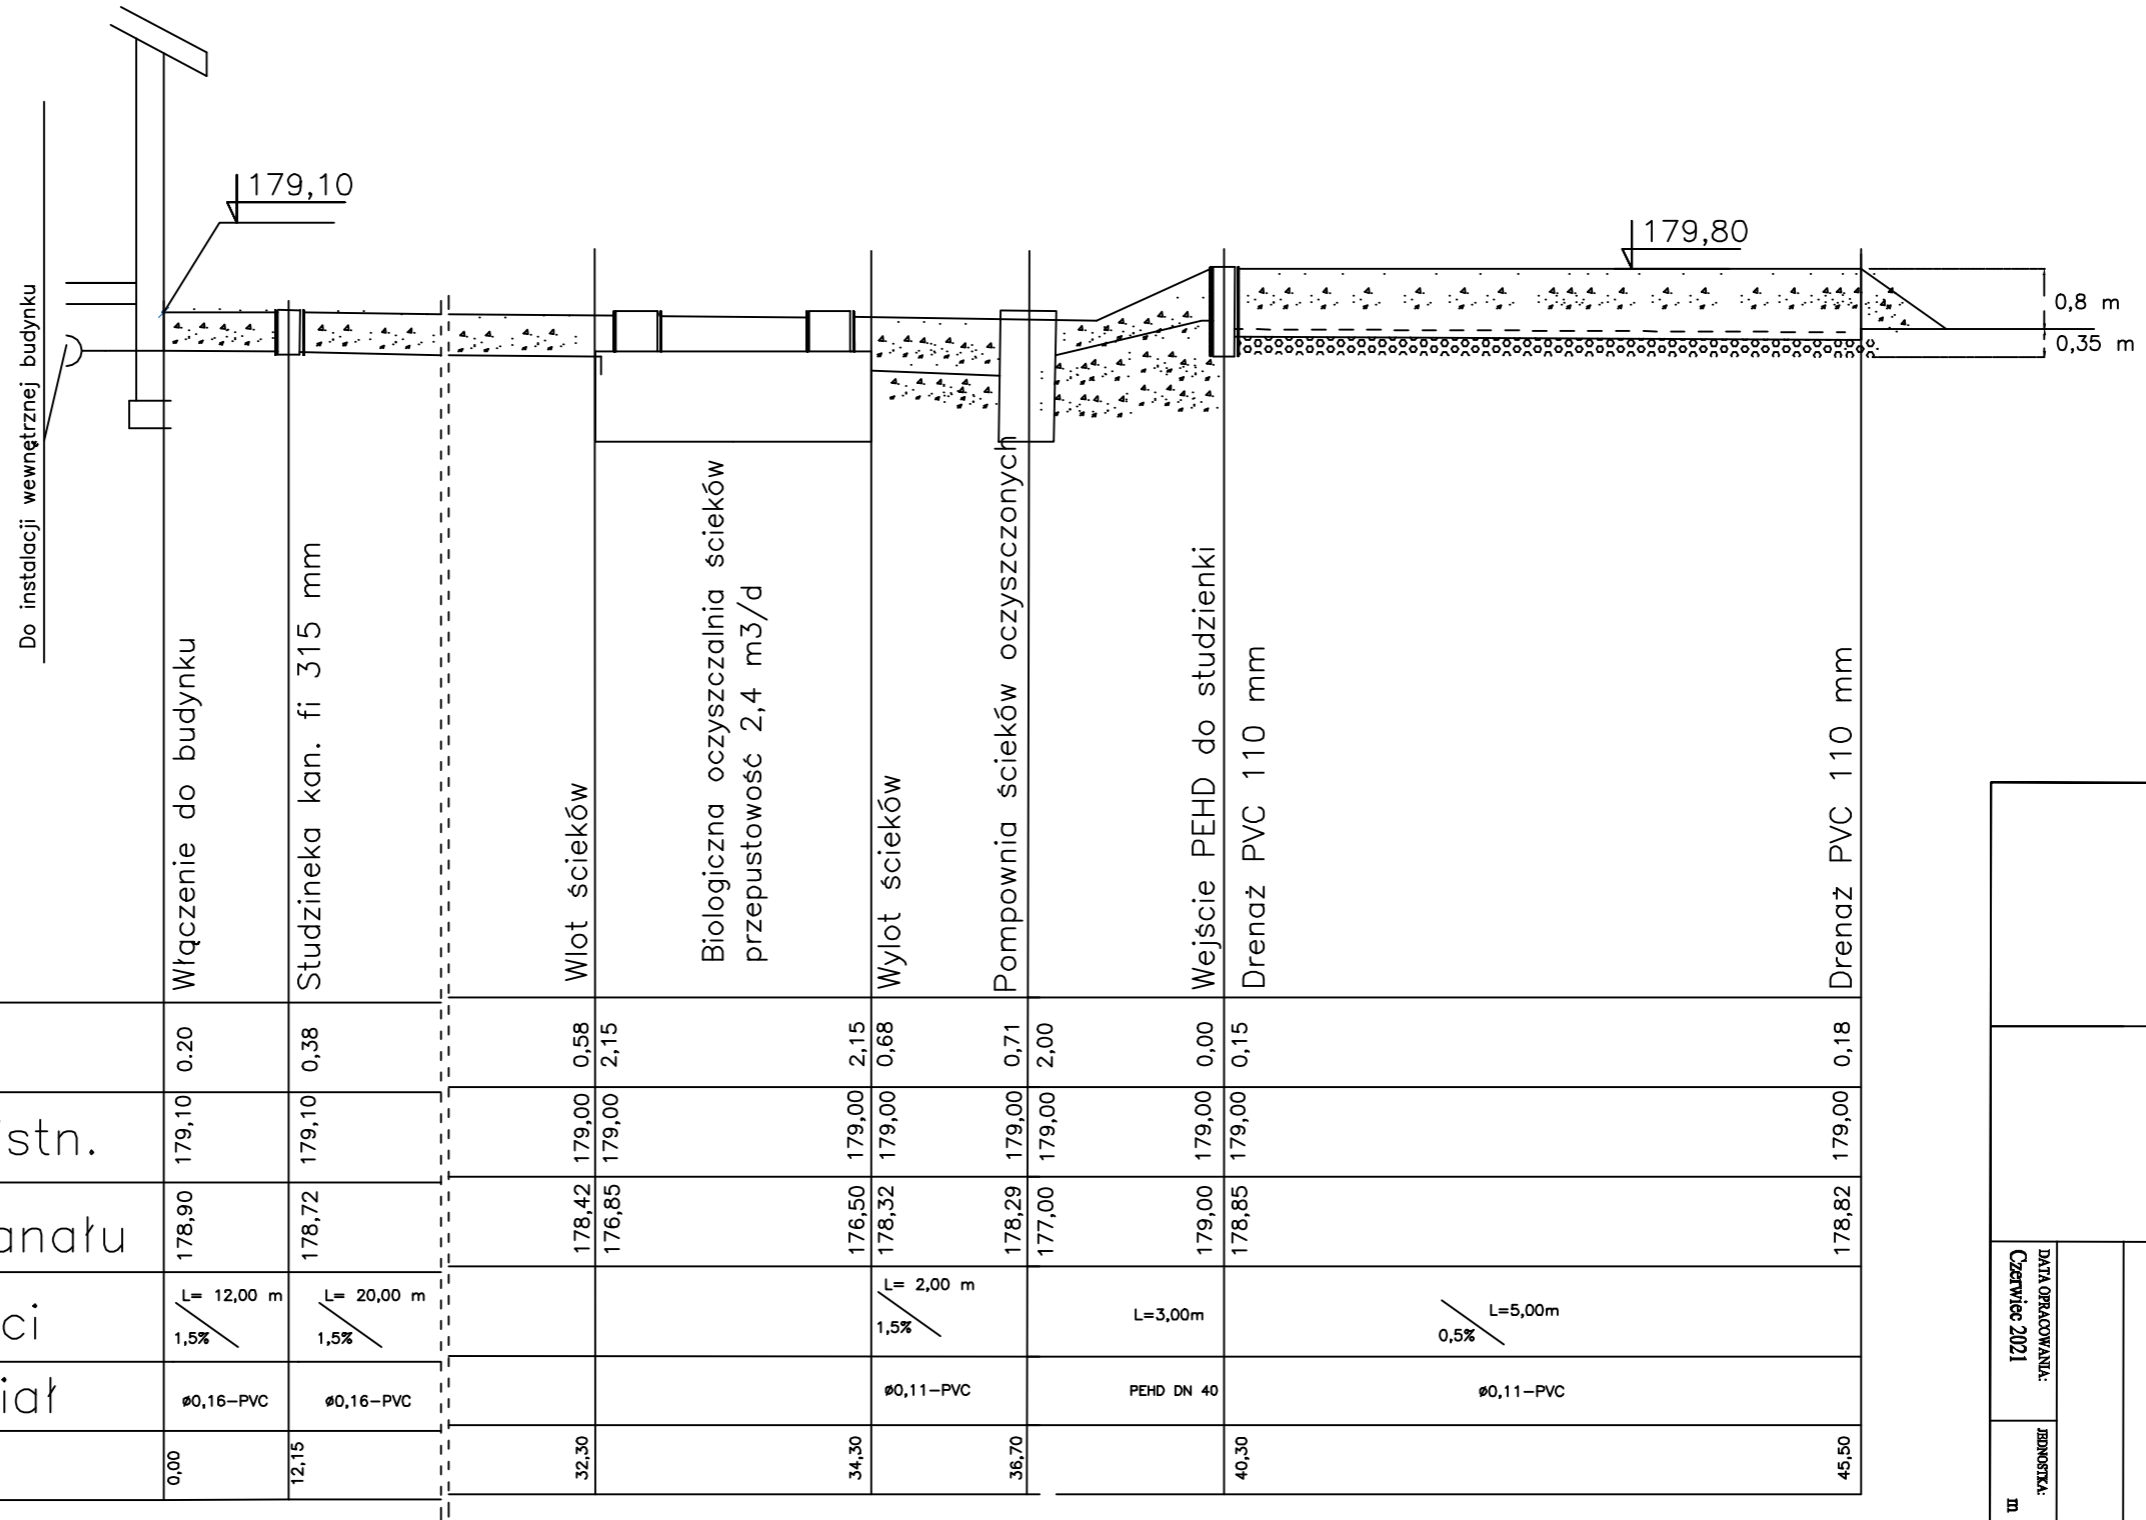 179,10
179,80
0,8 m
0,35 m
Do instalacji wewnętrznej budynku
Włączenie do budynku
Studzineka kan. fi 315 mm
Wlot ścieków
Biologiczna oczyszczalnia ścieków
przepustowość 2,4 m3/d
Wylot ścieków
Pompownia ścieków oczyszczonych
Wejście PEHD do studzienki
Drenaż PVC 110 mm
Drenaż PVC 110 mm
0.20 0,38 0,58 2,15 2,15 0,68 0,71 2,00 0,00 0,15 0,18
stn. 179,10 179,10 179,00 179,00 179,00 179,00 179,00 179,00 179,00 179,00 179,00
anału 178,90 178,72 178,42 176,85 176,50 178,32 178,29 177,00 179,00 178,85 178,82
ci L= 12,00 m 1,5% L= 20,00 m 1,5% L= 2,00 m 1,5% L=3,00m L=5,00m 0,5%
iał ø0,16-PVC ø0,16-PVC ø0,11-PVC PEHD DN 40 ø0,11-PVC
0,00 12,15 32,30 34,30 36,70 40,30 45,50
DATA OPRACOWANIA:
Czerwiec 2021
JEDNOSTKA:
m